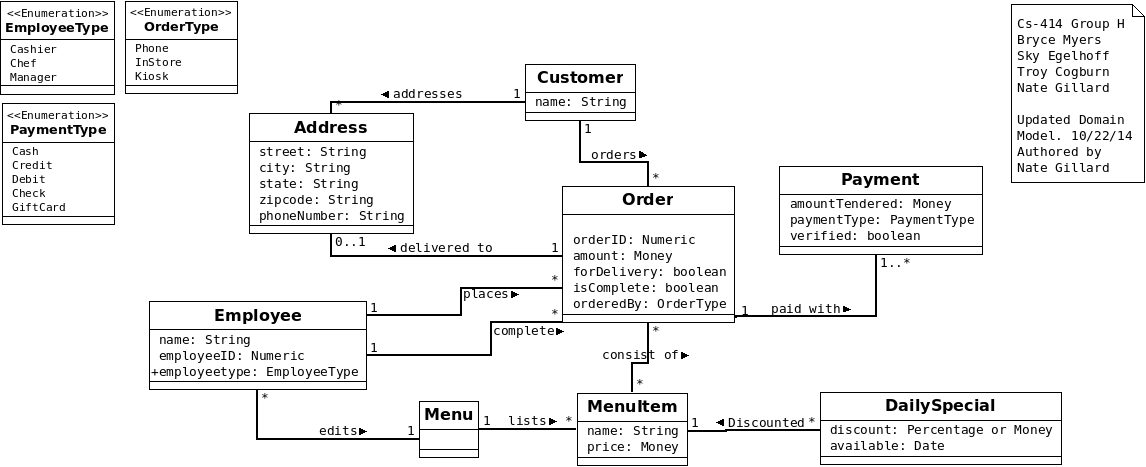 <<Enumeration>>
EmployeeType
Cashier
Chef
Manager
<<Enumeration>>
OrderType
Phone
InStore
Kiosk
<<Enumeration>>
PaymentType
Cash
Credit
Debit
Check
GiftCard
Cs-414 Group H
Bryce Myers
Sky Egelhoff
Troy Cogburn
Nate Gillard
Updated Domain
Model. 10/22/14
Authored by
Nate Gillard
Customer
name: String
◄ addresses
1
*
1
orders►
*
Address
street: String
city: String
state: String
zipcode: String
phoneNumber: String
0..1
◄ delivered to
1
Order
orderID: Numeric
amount: Money
forDelivery: boolean
isComplete: boolean
orderedBy: OrderType
Payment
amountTendered: Money
paymentType: PaymentType
verified: boolean
1..*
1
paid with►
Employee
name: String
employeeID: Numeric
+employeetype: EmployeeType
1
places►
*
1
complete►
*
*
consist of►
*
*
edits►
1
Menu
1
lists►
*
MenuItem
name: String
price: Money
1
◄ Discounted
*
DailySpecial
discount: Percentage or Money
available: Date